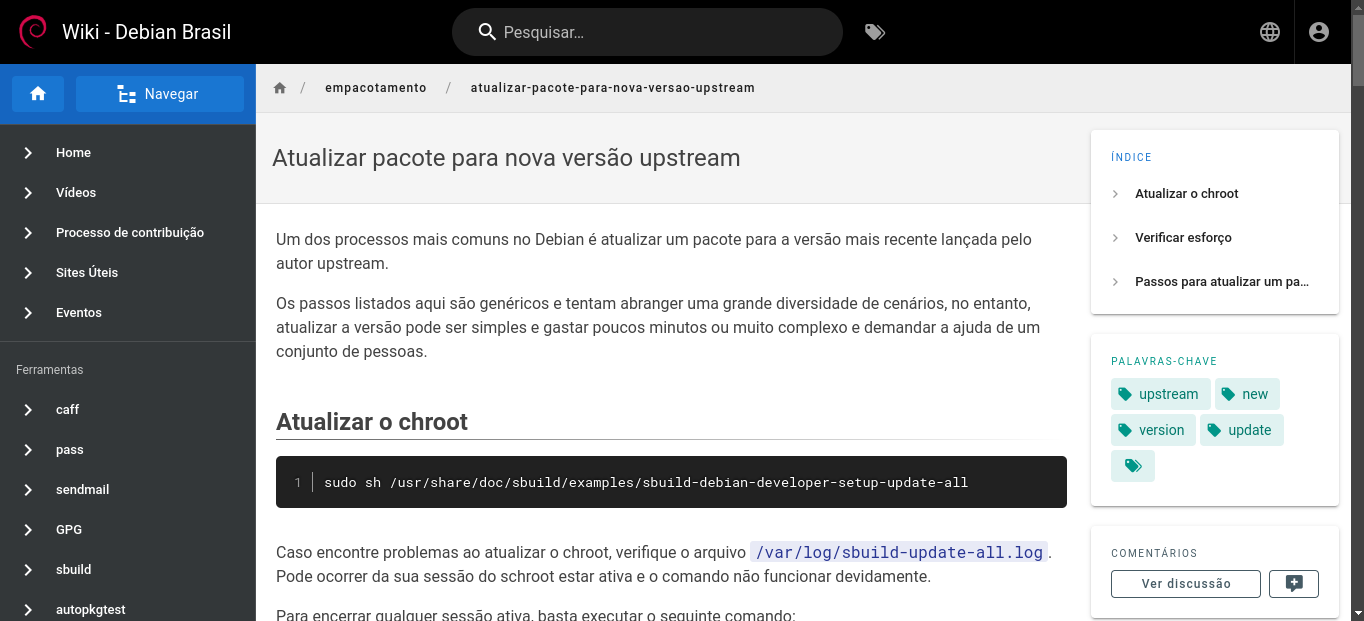 Wiki - Debian Brasil
Pesquisar…
Navegar
Home
Vídeos
Processo de contribuição
Sites Úteis
Eventos
Ferramentas
caff
pass
sendmail
GPG
sbuild
autopkgtest
/ empacotamento / atualizar-pacote-para-nova-versao-upstream
Atualizar pacote para nova versão upstream
Um dos processos mais comuns no Debian é atualizar um pacote para a versão mais recente lançada pelo
autor upstream.
Os passos listados aqui são genéricos e tentam abranger uma grande diversidade de cenários, no entanto,
atualizar a versão pode ser simples e gastar poucos minutos ou muito complexo e demandar a ajuda de um
conjunto de pessoas.
Atualizar o chroot
1 sudo sh /usr/share/doc/sbuild/examples/sbuild-debian-developer-setup-update-all
Caso encontre problemas ao atualizar o chroot, verifique o arquivo /var/log/sbuild-update-all.log.
Pode ocorrer da sua sessão do schroot estar ativa e o comando não funcionar devidamente.
Para encerrar qualquer sessão ativa, basta executar o seguinte comando:
ÍNDICE
Atualizar o chroot
Verificar esforço
Passos para atualizar um pa…
PALAVRAS-CHAVE
upstream new
version update
COMENTÁRIOS
Ver discussão